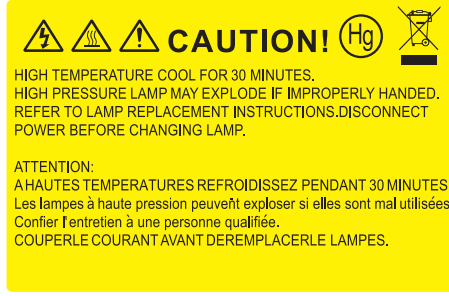 CAUTION! Hg
HIGH TEMPERATURE COOL FOR 30 MINUTES.
HIGH PRESSURE LAMP MAY EXPLODE IF IMPROPERLY HANDED.
REFER TO LAMP REPLACEMENT INSTRUCTIONS.DISCONNECT
POWER BEFORE CHANGING LAMP.
ATTENTION:
A HAUTES TEMPERATURES REFROIDISSEZ PENDANT 30 MINUTES
Les lampes à haute pression peuvent exploser si elles sont mal utilisées
Confier l'entretien à une personne qualifiée.
COUPERLE COURANT AVANT DEREMPLACERLE LAMPES.